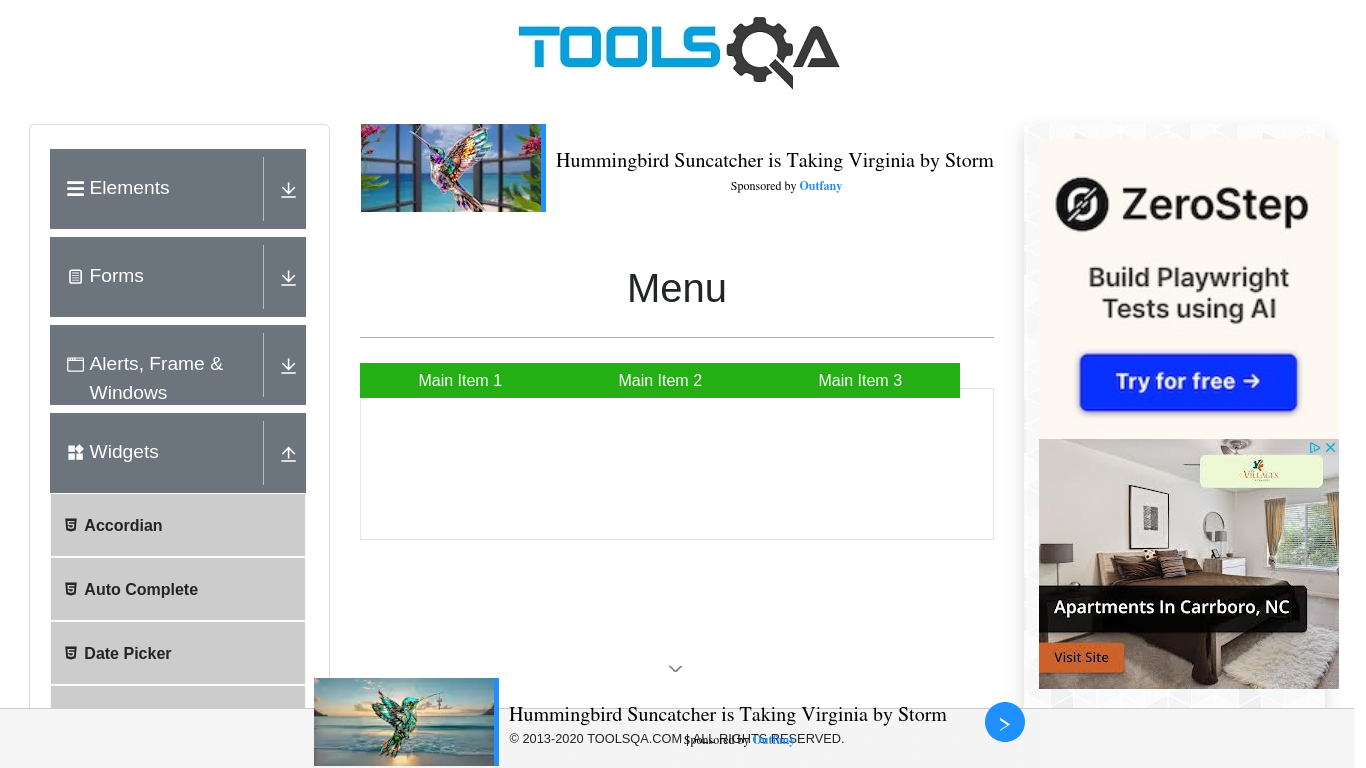 TOOLSQA
Elements
Forms
Alerts, Frame &
Windows
Widgets
Accordian
Auto Complete
Date Picker
Hummingbird Suncatcher is Taking Virginia by Storm
Sponsored by Outfany
Menu
Main Item 1
Main Item 2
Main Item 3
ZeroStep
Build Playwright
Tests using AI
Try for free →
VILLAGES
Apartments In Carrboro, NC
Visit Site
Hummingbird Suncatcher is Taking Virginia by Storm
Sponsored by Outfany
© 2013-2020 TOOLSQA.COM | ALL RIGHTS RESERVED.